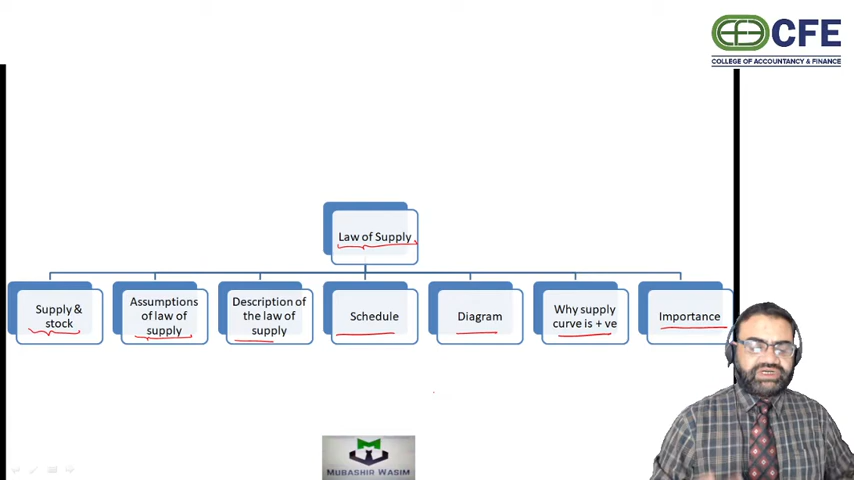 CFE
COLLEGE OF ACCOUNTANCY & FINANCE
Law of Supply
Supply &
stock
Assumptions
of law of
supply
Description of
the law of
supply
Schedule
Diagram
Why supply
curve is + ve
Importance
MUBASHIR WASIM